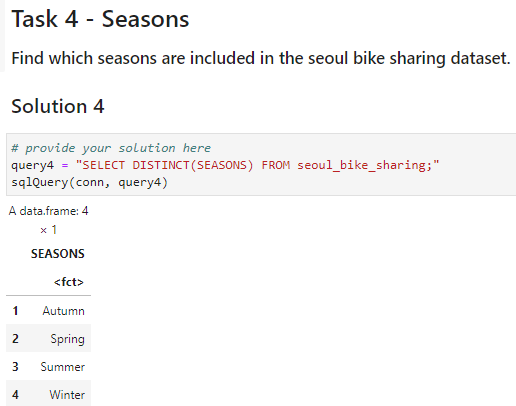 Task 4 - Seasons
Find which seasons are included in the seoul bike sharing dataset.
Solution 4
# provide your solution here
query4 = "SELECT DISTINCT(SEASONS) FROM seoul_bike_sharing;"
sqlQuery(conn, query4)
A data.frame: 4
× 1
SEASONS
<fct>
1 Autumn
2 Spring
3 Summer
4 Winter